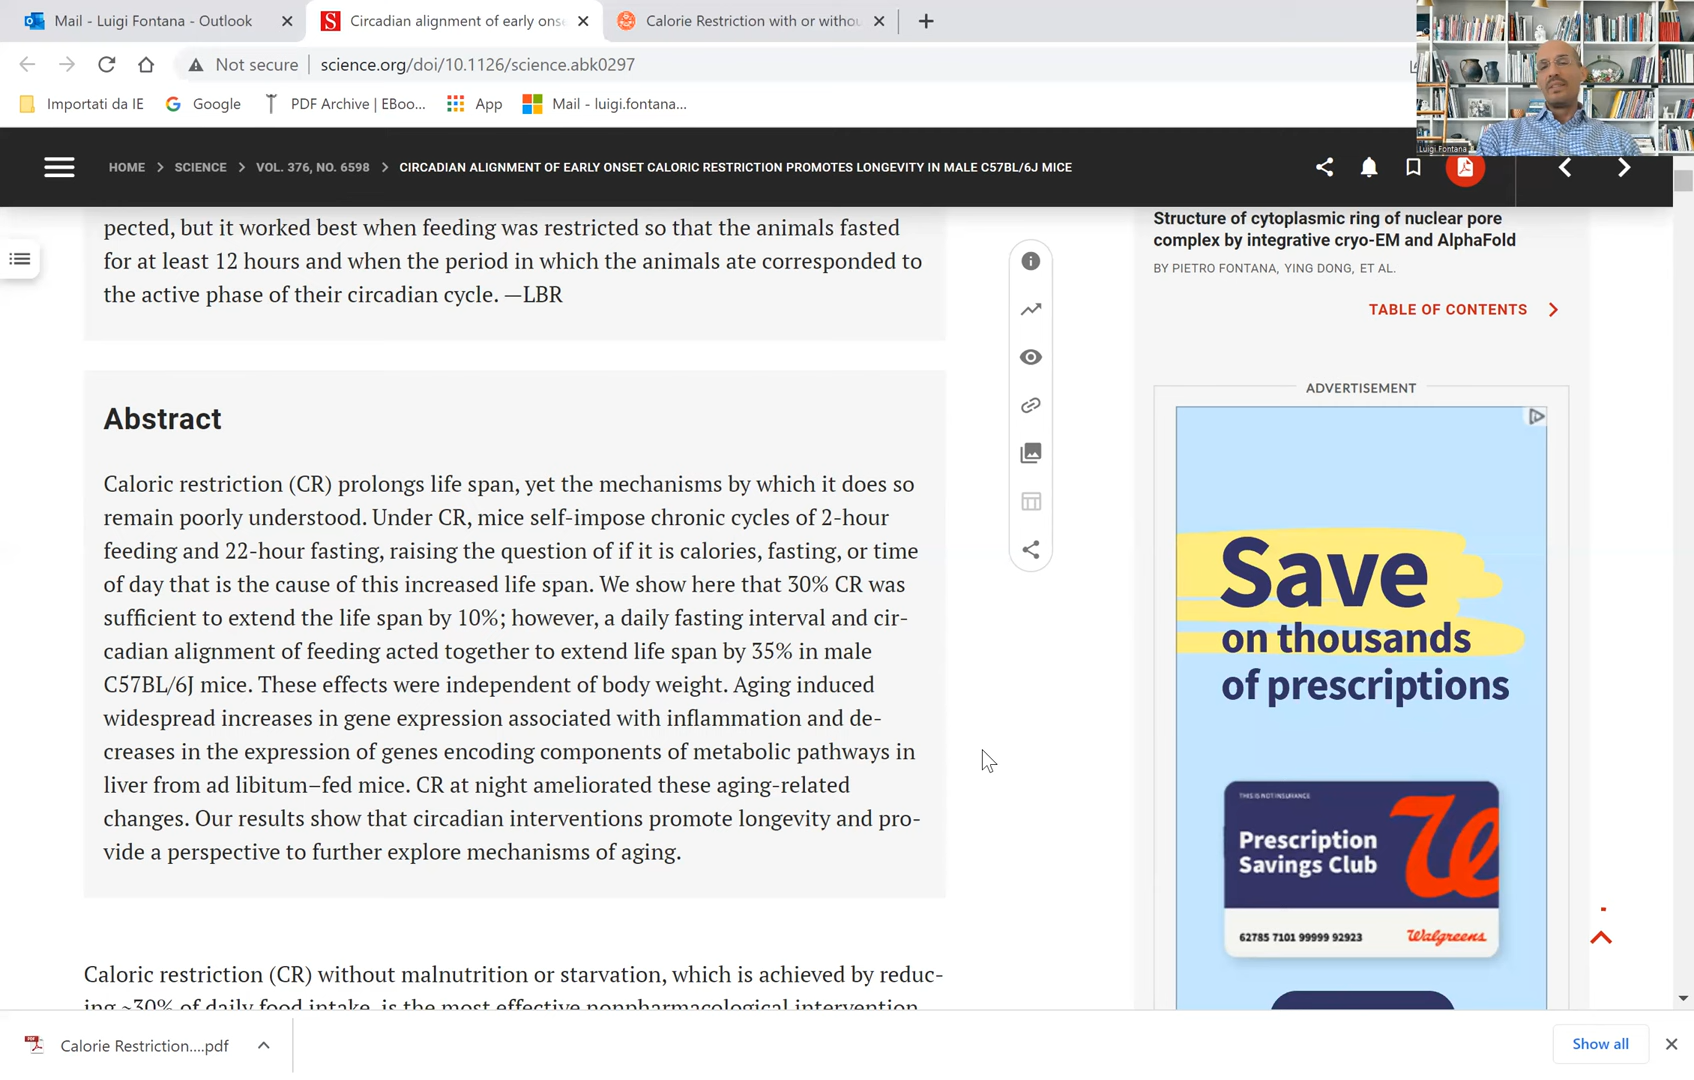 Mail - Luigi Fontana - Outlook
Circadian alignment of early onse
Calorie Restriction with or withou
Not secure
science.org/doi/10.1126/science.abk0297
Importati da IE
Google
PDF Archive | EBoo...
App
Mail - luigi.fontana...
Luigi Fontana
HOME > SCIENCE > VOL. 376, NO. 6598 > CIRCADIAN ALIGNMENT OF EARLY ONSET CALORIC RESTRICTION PROMOTES LONGEVITY IN MALE C57BL/6J MICE
pected, but it worked best when feeding was restricted so that the animals fasted
for at least 12 hours and when the period in which the animals ate corresponded to
the active phase of their circadian cycle. —LBR
Abstract
Caloric restriction (CR) prolongs life span, yet the mechanisms by which it does so
remain poorly understood. Under CR, mice self-impose chronic cycles of 2-hour
feeding and 22-hour fasting, raising the question of if it is calories, fasting, or time
of day that is the cause of this increased life span. We show here that 30% CR was
sufficient to extend the life span by 10%; however, a daily fasting interval and cir-
cadian alignment of feeding acted together to extend life span by 35% in male
C57BL/6J mice. These effects were independent of body weight. Aging induced
widespread increases in gene expression associated with inflammation and de-
creases in the expression of genes encoding components of metabolic pathways in
liver from ad libitum–fed mice. CR at night ameliorated these aging-related
changes. Our results show that circadian interventions promote longevity and pro-
vide a perspective to further explore mechanisms of aging.
Caloric restriction (CR) without malnutrition or starvation, which is achieved by reduc-
ing ~30% of daily food intake, is the most effective nonpharmacological intervention
Structure of cytoplasmic ring of nuclear pore
complex by integrative cryo-EM and AlphaFold
BY PIETRO FONTANA, YING DONG, ET AL.
TABLE OF CONTENTS
ADVERTISEMENT
Save
on thousands
of prescriptions
THIS IS NOT INSURANCE
Prescription
Savings Club
62785 7101 99999 92923
Walgreens
Calorie Restriction....pdf
Show all